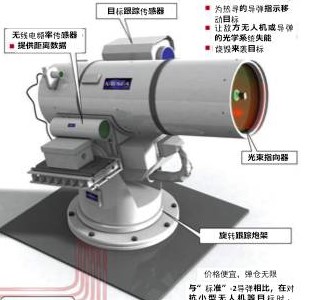 目标跟踪传感器
为热寻的导弹指示移
动目标
让敌方无人机或导弹
的光学系统失能
烧毁来袭目标
无线电频率传感器
提供距离数据
光束指向器
旋转跟踪炮架
价格便宜、弹仓无限
与“标准”-2导弹相比，在对
抗小型无人机等目标时，